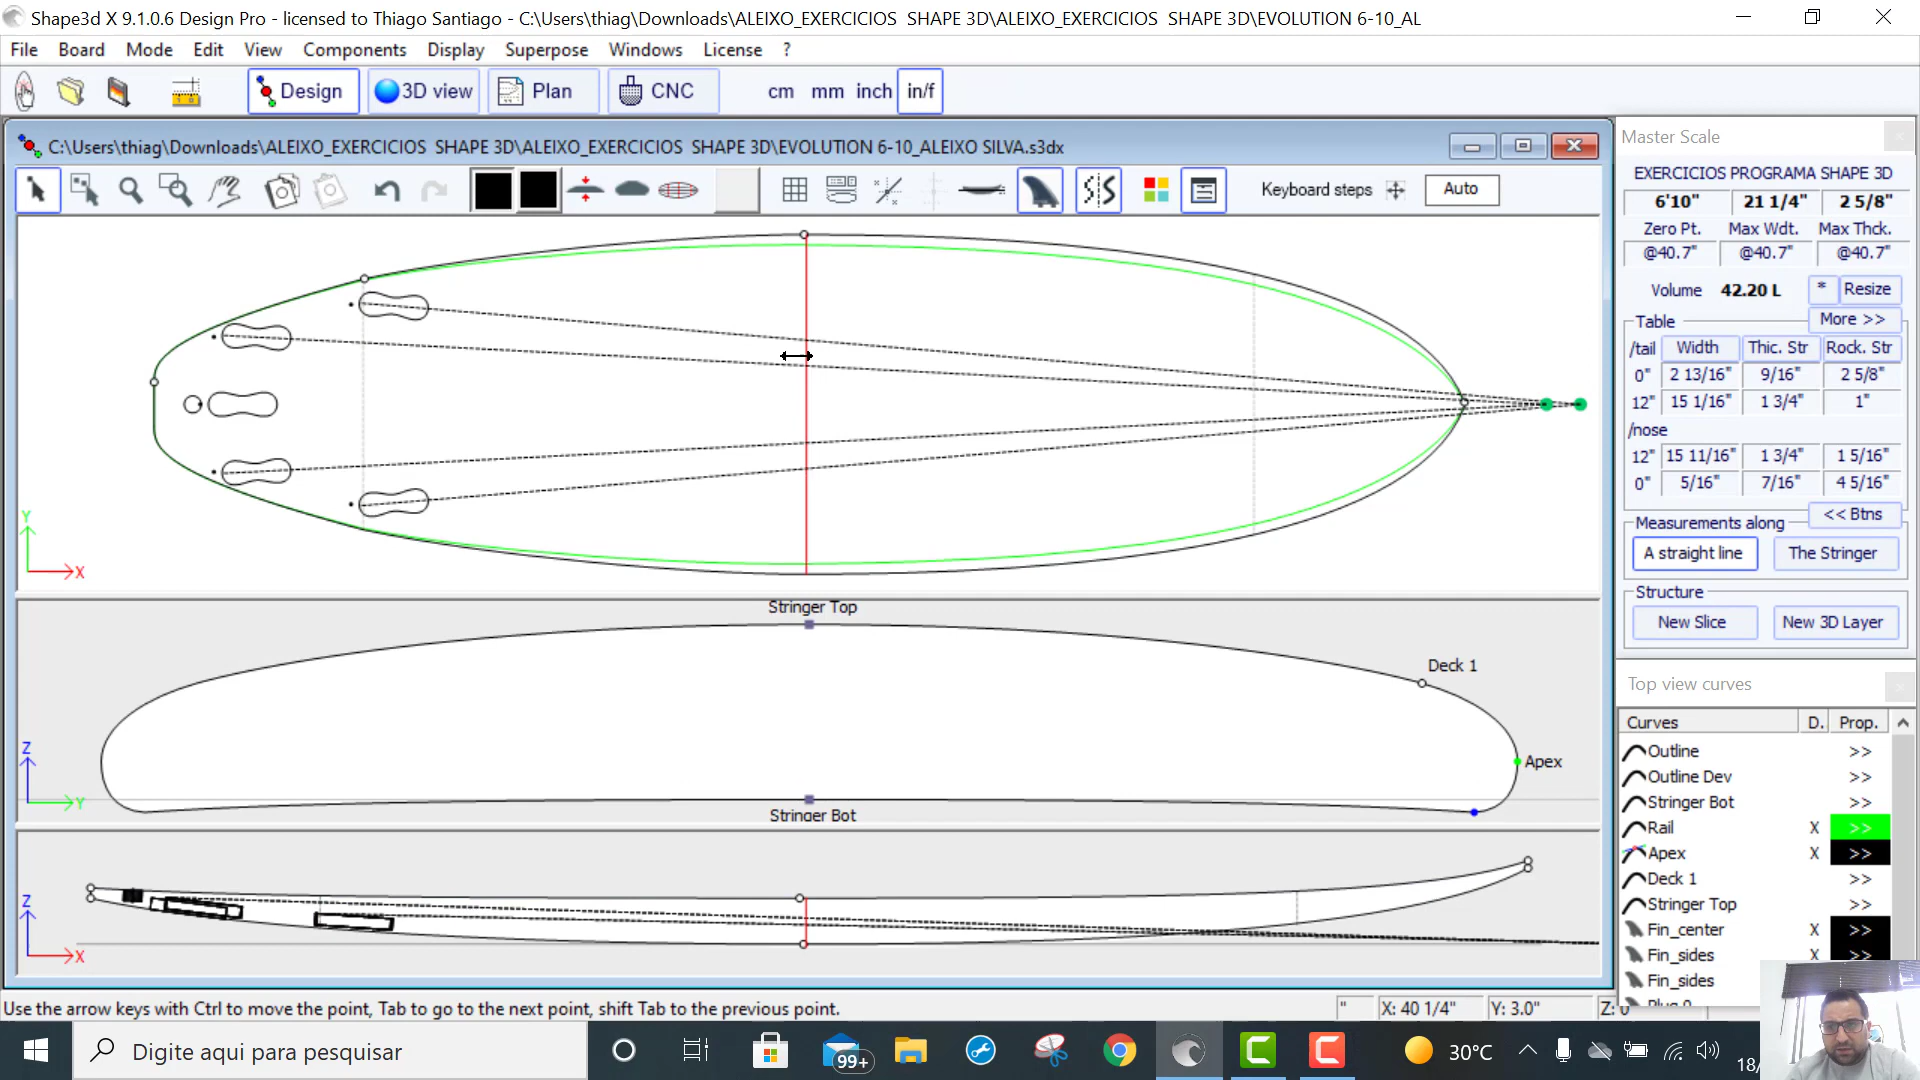 Shape3d X 9.1.0.6 Design Pro - licensed to Thiago Santiago - C:\Users\thiag\Downloads\ALEIXO_EXERCICIOS  SHAPE 3D\ALEIXO_EXERCICIOS  SHAPE 3D\EVOLUTION 6-10_AL
File Board Mode Edit View Components Display Superpose Windows License ?
Design 3D view Plan CNC cm mm inch in/f
C:\Users\thiag\Downloads\ALEIXO_EXERCICIOS  SHAPE 3D\ALEIXO_EXERCICIOS  SHAPE 3D\EVOLUTION 6-10_ALEIXO SILVA.s3dx
Keyboard steps Auto
Y
X
Stringer Top
Deck 1
Apex
Z
Y
Stringer Bot
Z
X
Master Scale
EXERCICIOS PROGRAMA SHAPE 3D
6'10" 21 1/4" 2 5/8"
Zero Pt. Max Wdt. Max Thck.
@40.7" @40.7" @40.7"
Volume 42.20 L * Resize
Table More >>
/tail Width Thic. Str Rock. Str
0" 2 13/16" 9/16" 2 5/8"
12" 15 1/16" 1 3/4" 1"
/nose
12" 15 11/16" 1 3/4" 1 5/16"
0" 5/16" 7/16" 4 5/16"
<< Btns
Measurements along
A straight line The Stringer
Structure
New Slice New 3D Layer
Top view curves
Curves D. Prop.
Outline >>
Outline Dev >>
Stringer Bot >>
Rail X >>
Apex X >>
Deck 1 >>
Stringer Top >>
Fin_center X >>
Fin_sides X >>
Fin_sides
Use the arrow keys with Ctrl to move the point, Tab to go to the next point, shift Tab to the previous point.
" X: 40 1/4" Y: 3.0" Z: 0"
Digite aqui para pesquisar
99+
30°C
18/